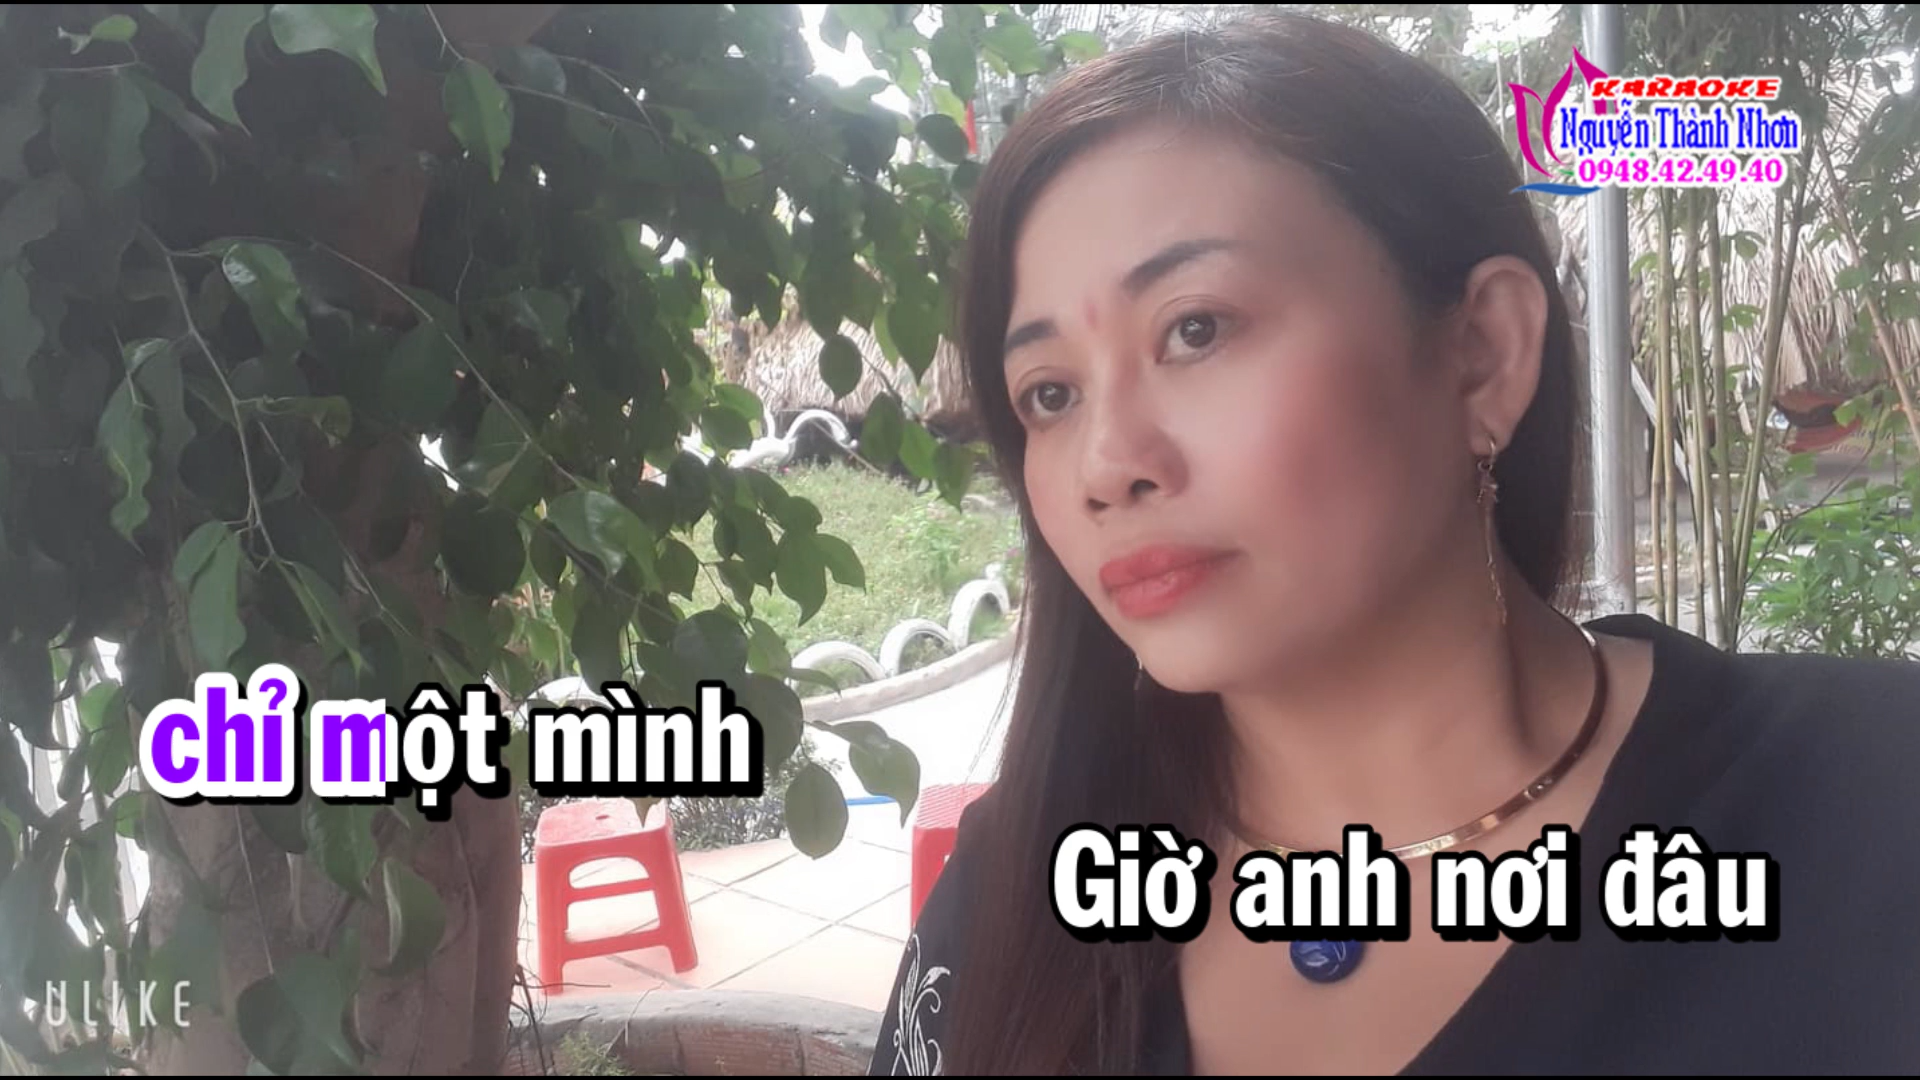 KARAOKE
Nguyễn Thành Nhơn
0948.42.49.40
chỉ một mình
Giờ anh nơi đâu
ULIKE